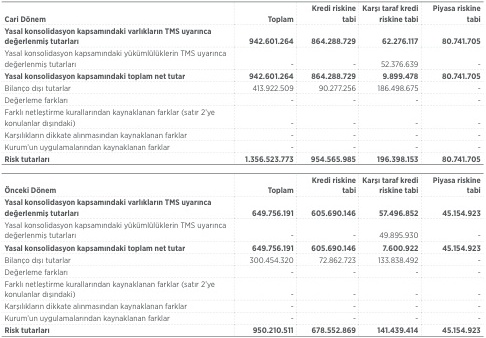 Cari Dönem Toplam Kredi riskine tabi Karşı taraf kredi riskine tabi Piyasa riskine tabi
Yasal konsolidasyon kapsamındaki varlıkların TMS uyarınca
değerlenmiş tutarları 942.601.264 864.288.729 62.276.117 80.741.705
Yasal konsolidasyon kapsamındaki yükümlülüklerin TMS uyarınca
değerlenmiş tutarları - - 52.376.639 -
Yasal konsolidasyon kapsamındaki toplam net tutar 942.601.264 864.288.729 9.899.478 80.741.705
Bilanço dışı tutarlar 413.922.509 90.277.256 186.498.675 -
Değerleme farkları - - - -
Farklı netleştirme kurallarından kaynaklanan farklar (satır 2'ye
konulanlar dışındaki) - - - -
Karşılıkların dikkate alınmasından kaynaklanan farklar - - - -
Kurum'un uygulamalarından kaynaklanan farklar - - - -
Risk tutarları 1.356.523.773 954.565.985 196.398.153 80.741.705
Önceki Dönem Toplam Kredi riskine tabi Karşı taraf kredi riskine tabi Piyasa riskine tabi
Yasal konsolidasyon kapsamındaki varlıkların TMS uyarınca
değerlenmiş tutarları 649.756.191 605.690.146 57.496.852 45.154.923
Yasal konsolidasyon kapsamındaki yükümlülüklerin TMS uyarınca
değerlenmiş tutarları - - 49.895.930 -
Yasal konsolidasyon kapsamındaki toplam net tutar 649.756.191 605.690.146 7.600.922 45.154.923
Bilanço dışı tutarlar 300.454.320 72.862.723 133.838.492 -
Değerleme farkları - - - -
Farklı netleştirme kurallarından kaynaklanan farklar (satır 2'ye
konulanlar dışındaki) - - - -
Karşılıkların dikkate alınmasından kaynaklanan farklar - - - -
Kurum'un uygulamalarından kaynaklanan farklar - - - -
Risk tutarları 950.210.511 678.552.869 141.439.414 45.154.923